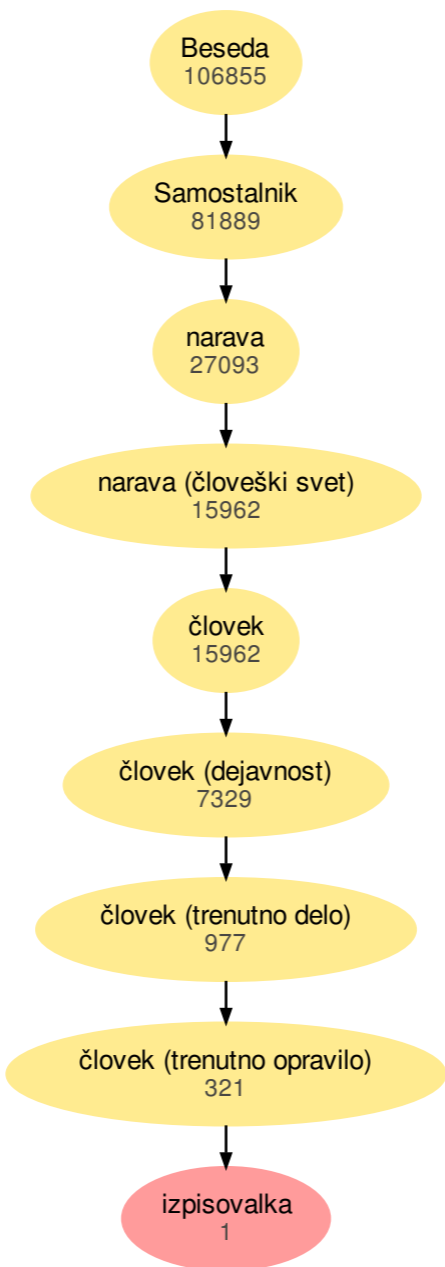 Beseda
106855
Samostalnik
81889
narava
27093
narava (človeški svet)
15962
človek
15962
človek (dejavnost)
7329
človek (trenutno delo)
977
človek (trenutno opravilo)
321
izpisovalka
1